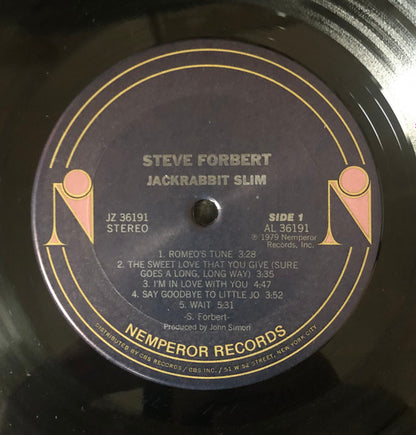 STEVE FORBERT
JACKRABBIT SLIM
JZ 36191
STEREO
SIDE 1
AL 36191
℗ 1979 Nemperor
Records, Inc.
1. ROMEO'S TUNE 3:28
2. THE SWEET LOVE THAT YOU GIVE (SURE
GOES A LONG, LONG WAY) 3:35
3. I'M IN LOVE WITH YOU 4:47
4. SAY GOODBYE TO LITTLE JO 3:52
5. WAIT 5:31
-S. Forbert-
Produced by John Simon
NEMPEROR RECORDS
DISTRIBUTED BY CBS RECORDS / CBS INC. / 51 W 52 STREET, NEW YORK CITY